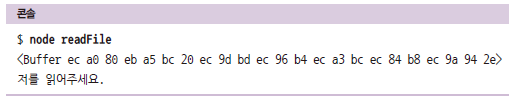 콘솔
$ node readFile
<Buffer ec a0 80 eb a5 bc 20 ec 9d bd ec 96 b4 ec a3 bc ec 84 b8 ec 9a 94 2e>
저를 읽어주세요.